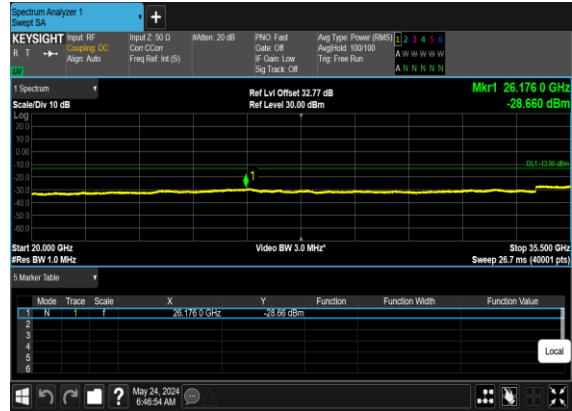 Spectrum Analyzer 1
Swept SA
+
KEYSIGHT Input: RF Input Z: 50 Ω #Atten: 20 dB PNO: Fast Avg Type: Power (RMS) 1 2 3 4 5 6
R T Coupling: DC Corr CCorr Gate: Off Avg|Hold: 100/100 A W W W W W
Align: Auto Freq Ref: Int (S) IF Gain: Low Trig: Free Run
Sig Track: Off A N N N N N
1 Spectrum Ref Lvl Offset 32.77 dB Mkr1 26.176 0 GHz
Scale/Div 10 dB Ref Level 30.00 dBm -28.660 dBm
Log
20.0
10.0
0.00
-10.0 DL1 -13.00 dBm
-20.0 1
-30.0
-40.0
-50.0
-60.0
Start 20.000 GHz Video BW 3.0 MHz* Stop 35.500 GHz
#Res BW 1.0 MHz Sweep 26.7 ms (40001 pts)
5 Marker Table
Mode Trace Scale X Y Function Function Width Function Value
1 N 1 f 26.176 0 GHz -28.66 dBm
2
3
4
5
6
Local
? May 24, 2024
6:46:54 AM